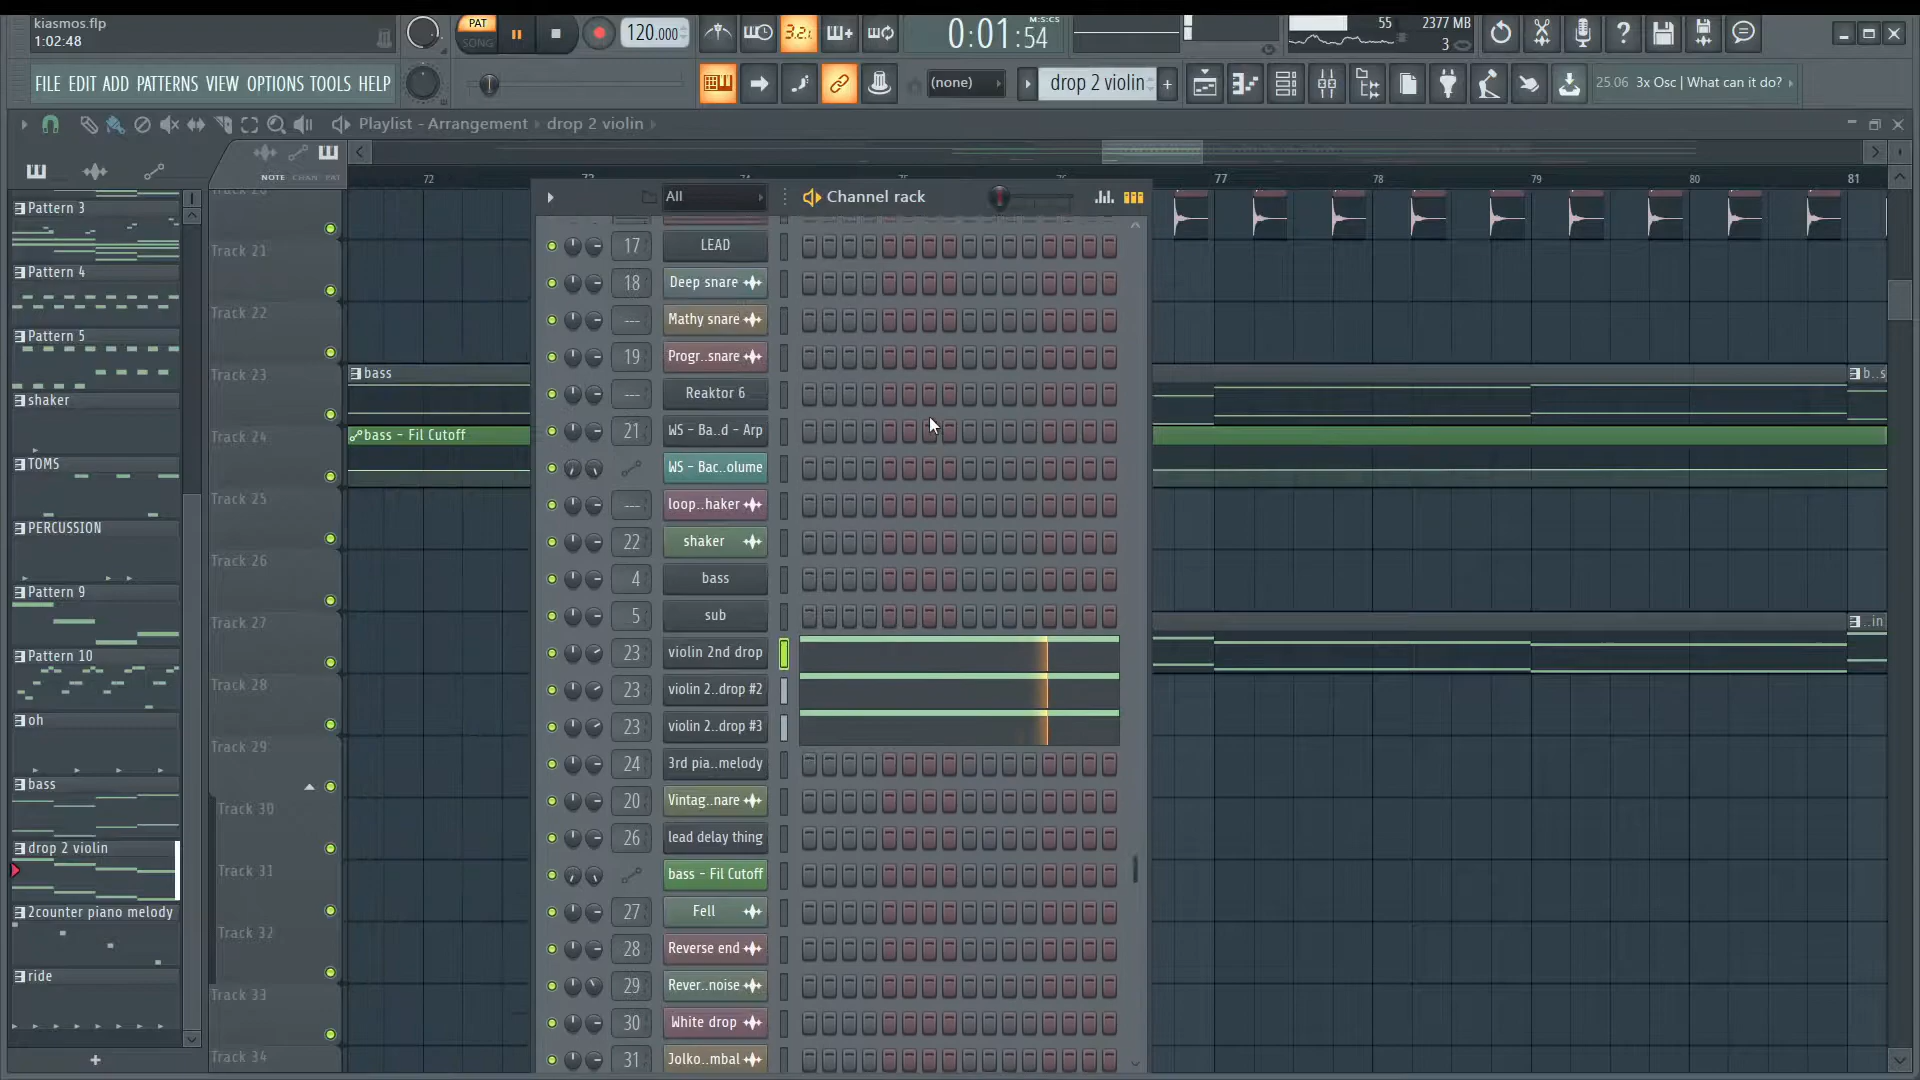 kiasmos.flp
1:02:48
FILE EDIT ADD PATTERNS VIEW OPTIONS TOOLS HELP
PAT
SONG
120.000
3.2.
0:01:54
M:S:CS
55
2377 MB
3
(none)
drop 2 violin
+
25.06 3x Osc | What can it do?
Playlist - Arrangement › drop 2 violin
NOTE CHAN PAT
72
77
78
79
80
81
Pattern 3
Pattern 4
Pattern 5
shaker
TOMS
PERCUSSION
Pattern 9
Pattern 10
oh
bass
drop 2 violin
2counter piano melody
ride
+
Track 21
Track 22
Track 23
Track 24
Track 25
Track 26
Track 27
Track 28
Track 29
Track 30
Track 31
Track 32
Track 33
Track 34
bass
bass - Fil Cutoff
b..s
..in
All
Channel rack
17 LEAD
18 Deep snare
--- Mathy snare
19 Progr..snare
--- Reaktor 6
21 WS - Ba..d - Arp
WS - Bac..olume
--- loop..haker
22 shaker
4 bass
5 sub
23 violin 2nd drop
23 violin 2..drop #2
23 violin 2..drop #3
24 3rd pia..melody
20 Vintag..nare
26 lead delay thing
bass - Fil Cutoff
27 Fell
28 Reverse end
29 Rever..noise
30 White drop
31 Jolko..mbal